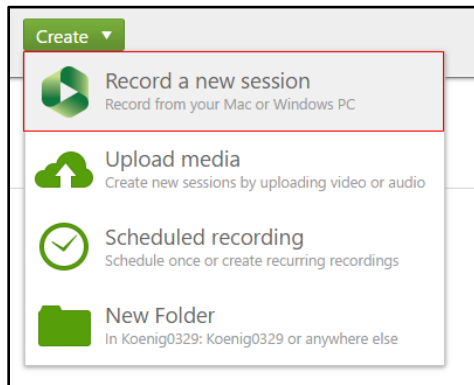 Create
Record a new session
Record from your Mac or Windows PC
Upload media
Create new sessions by uploading video or audio
Scheduled recording
Schedule once or create recurring recordings
New Folder
In Koenig0329: Koenig0329 or anywhere else